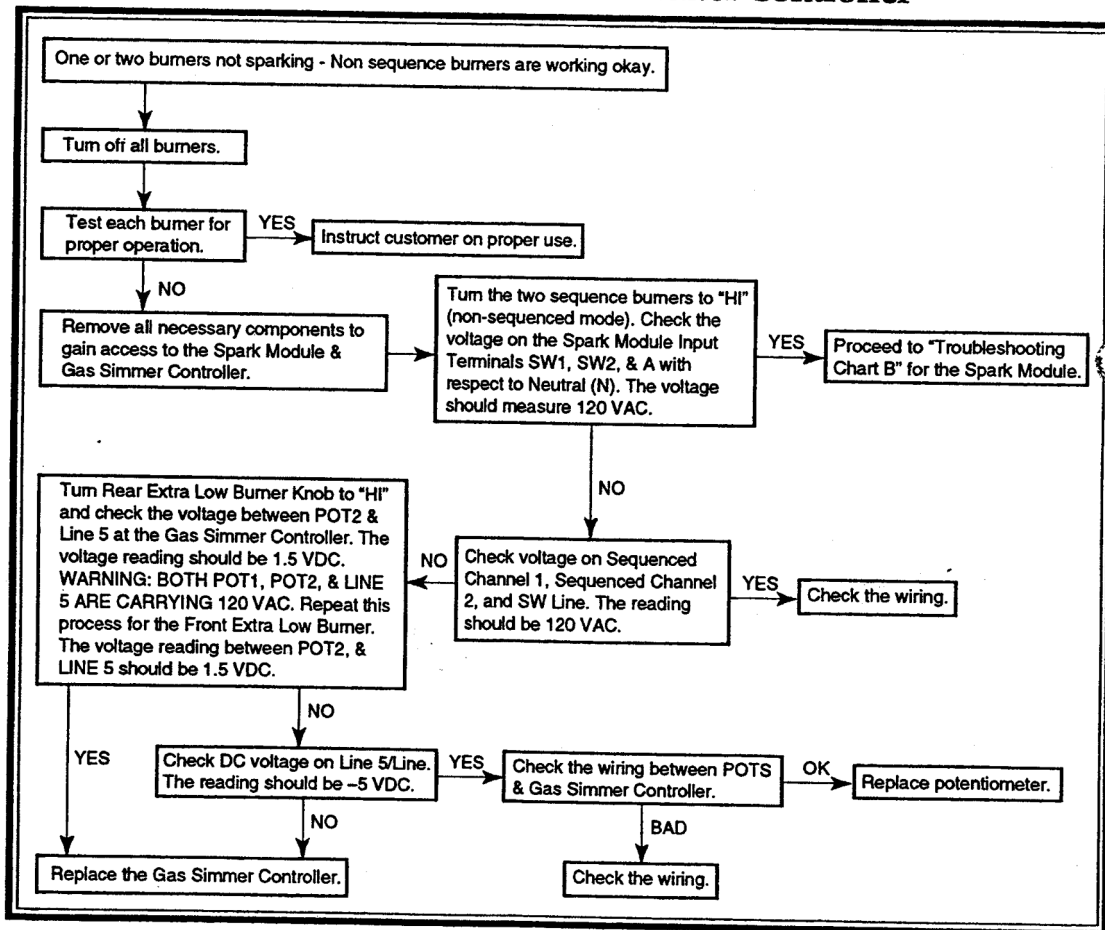 Controller
One or two burners not sparking - Non sequence burners are working okay.
Turn off all burners.
Test each burner for
proper operation.
YES
Instruct customer on proper use.
NO
Remove all necessary components to
gain access to the Spark Module &
Gas Simmer Controller.
Turn the two sequence burners to "HI"
(non-sequenced mode). Check the
voltage on the Spark Module Input
Terminals SW1, SW2, & A with
respect to Neutral (N). The voltage
should measure 120 VAC.
YES
Proceed to "Troubleshooting
Chart B" for the Spark Module.
NO
Check voltage on Sequenced
Channel 1, Sequenced Channel
2, and SW Line. The reading
should be 120 VAC.
YES
Check the wiring.
NO
Turn Rear Extra Low Burner Knob to "HI"
and check the voltage between POT2 &
Line 5 at the Gas Simmer Controller. The
voltage reading should be 1.5 VDC.
WARNING: BOTH POT1, POT2, & LINE
5 ARE CARRYING 120 VAC. Repeat this
process for the Front Extra Low Burner.
The voltage reading between POT2, &
LINE 5 should be 1.5 VDC.
YES
NO
Check DC voltage on Line 5/Line.
The reading should be –5 VDC.
YES
Check the wiring between POTS
& Gas Simmer Controller.
OK
Replace potentiometer.
NO
BAD
Replace the Gas Simmer Controller.
Check the wiring.